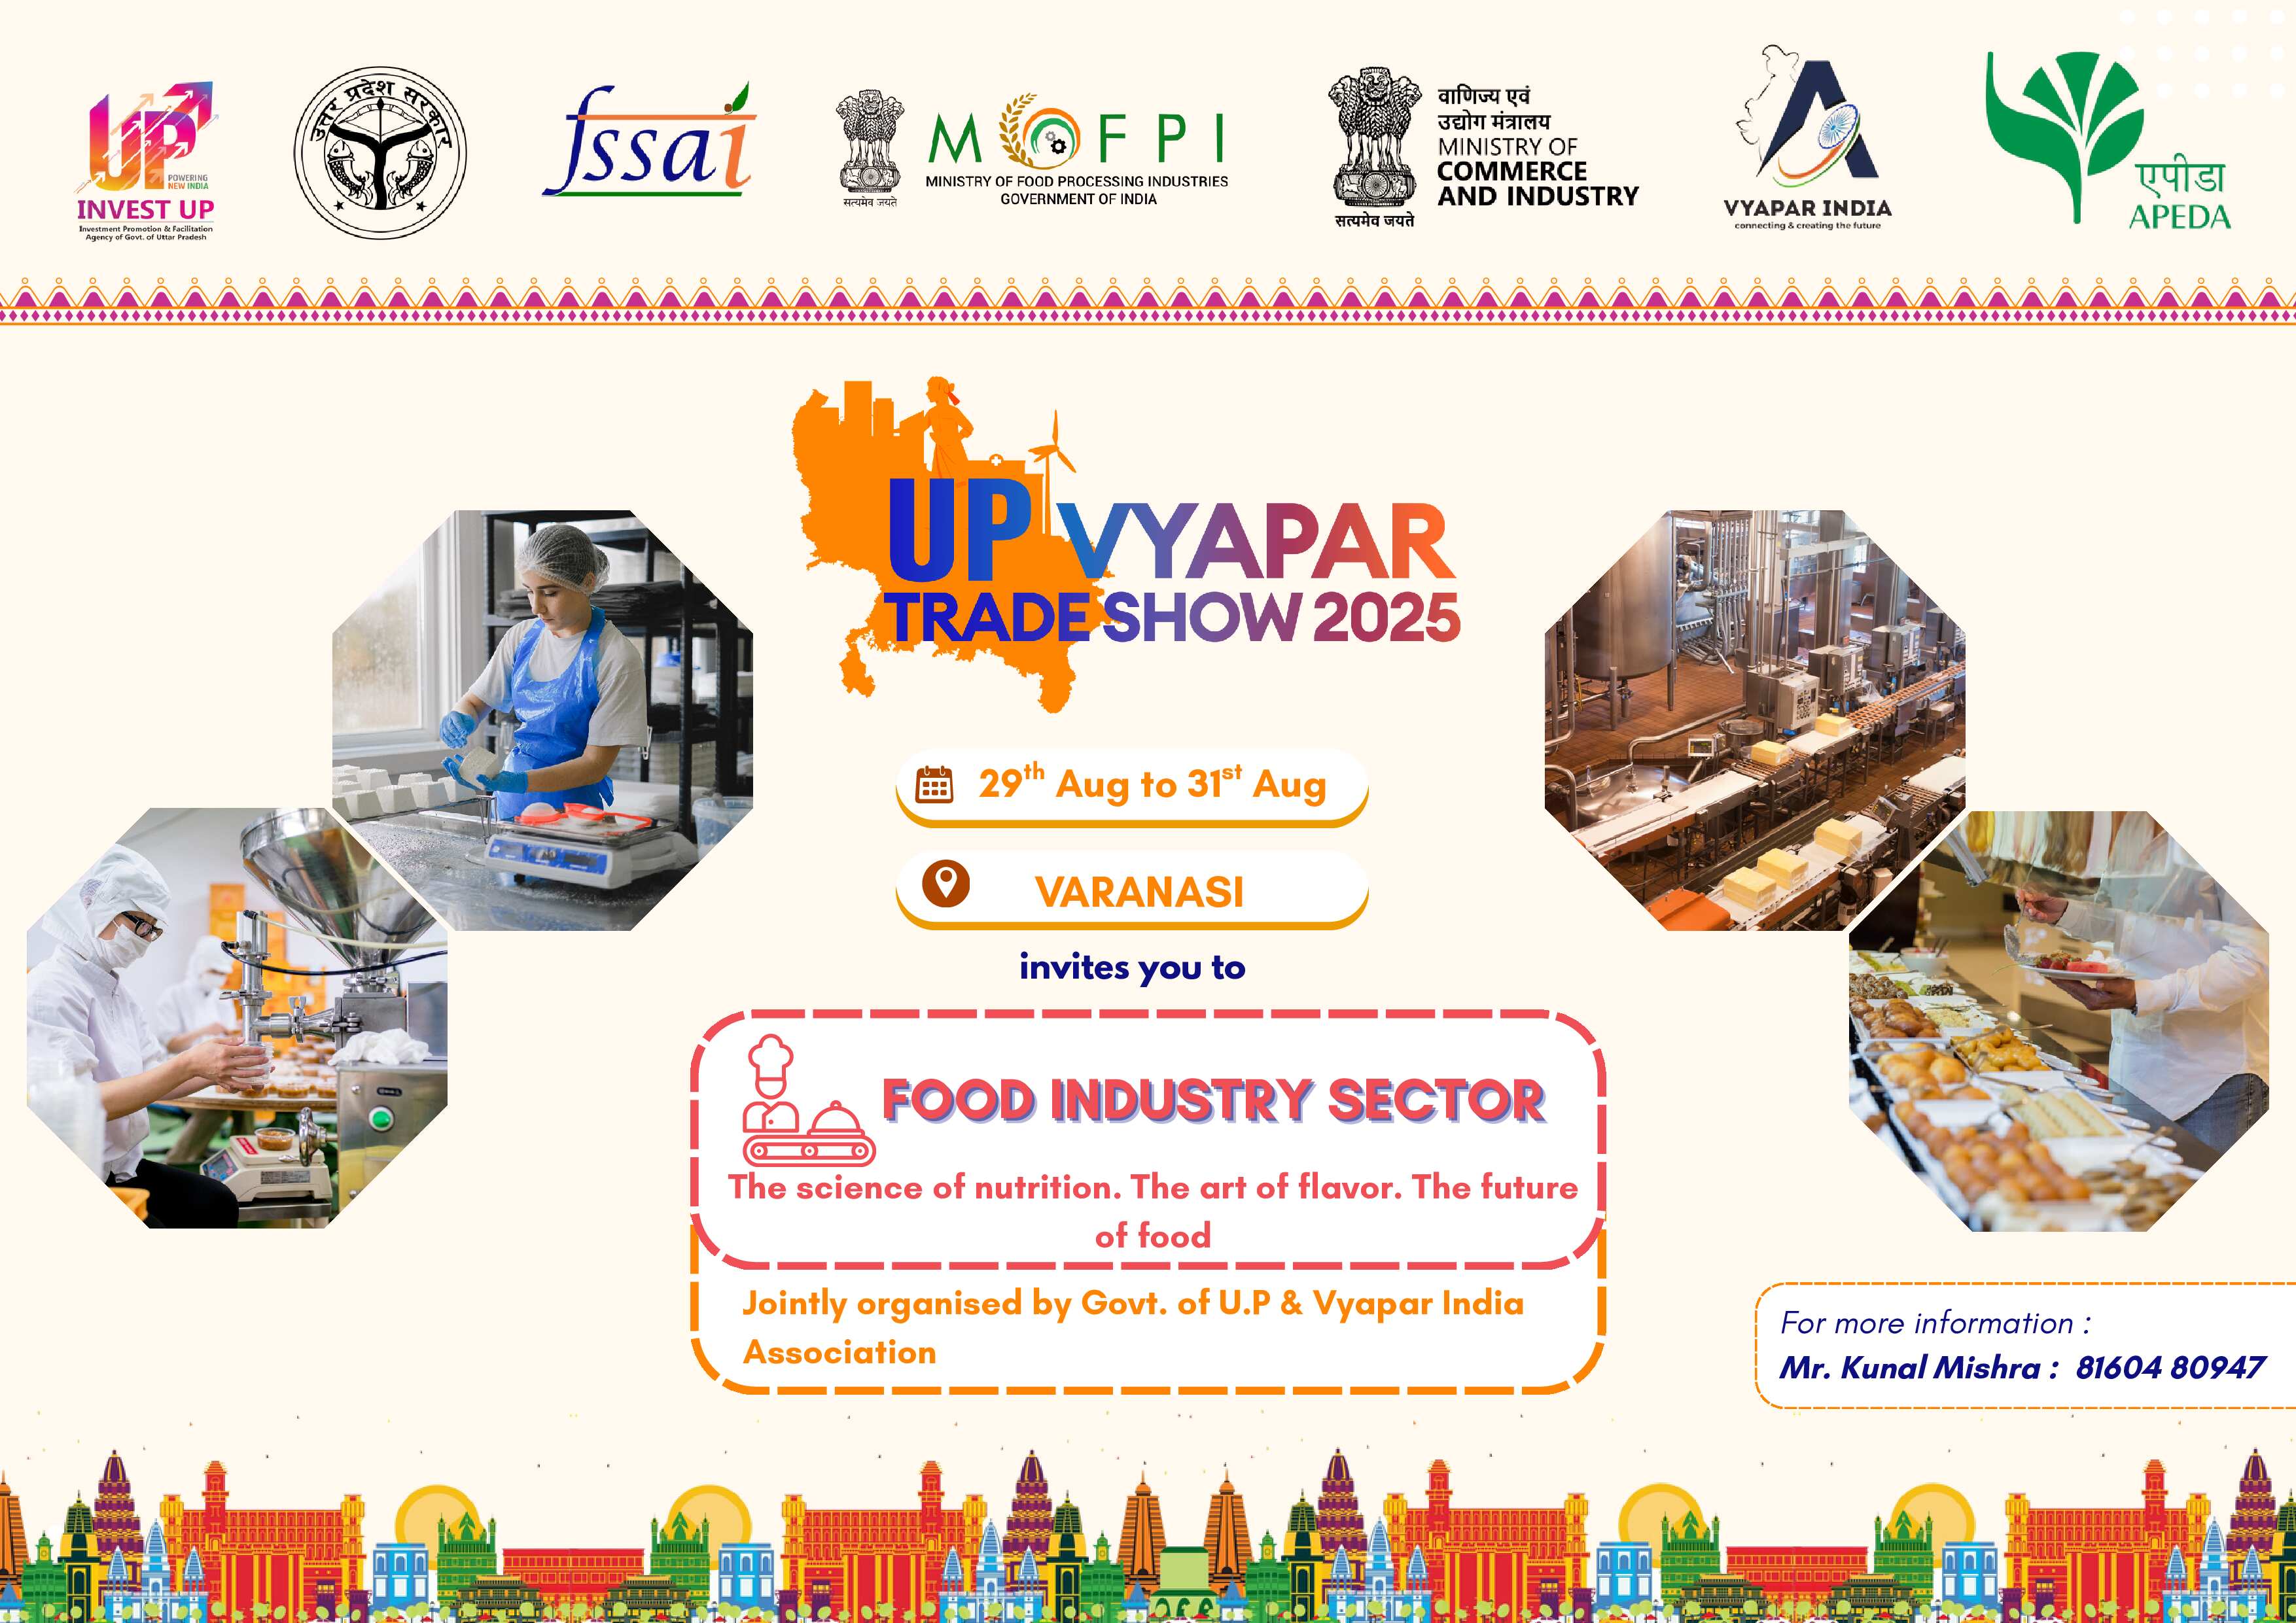 UP
POWERING
NEW INDIA
INVEST UP
Investment Promotion & Facilitation
Agency of Govt. of Uttar Pradesh
उत्तर प्रदेश सरकार
fssai
सत्यमेव जयते
MOFPI
MINISTRY OF FOOD PROCESSING INDUSTRIES
GOVERNMENT OF INDIA
सत्यमेव जयते
वाणिज्य एवं
उद्योग मंत्रालय
MINISTRY OF
COMMERCE
AND INDUSTRY
VYAPAR INDIA
connecting & creating the future
एपीडा
APEDA
UP VYAPAR
TRADE SHOW 2025
29th Aug to 31st Aug
VARANASI
invites you to
FOOD INDUSTRY SECTOR
The science of nutrition. The art of flavor. The future
of food
Jointly organised by Govt. of U.P & Vyapar India
Association
For more information :
Mr. Kunal Mishra : 81604 80947